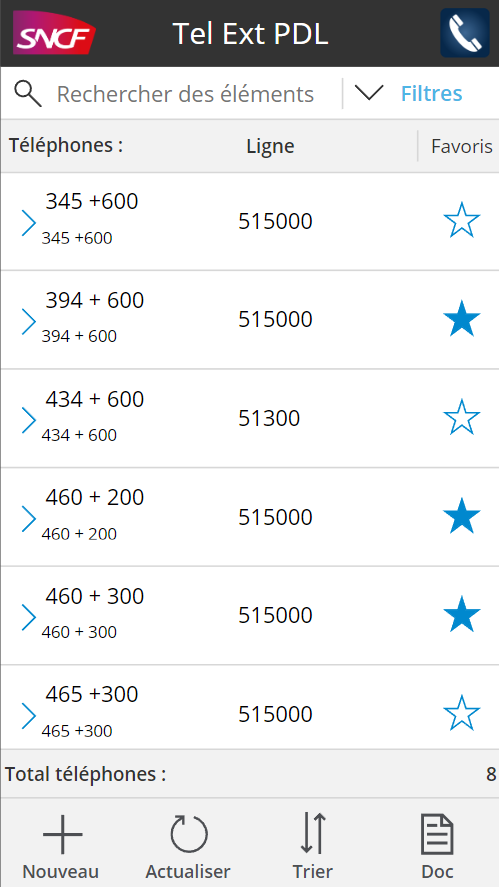 SNCF
Tel Ext PDL
Rechercher des éléments
Filtres
Téléphones : Ligne Favoris
345 +600
345 +600
515000
394 + 600
394 + 600
515000
434 + 600
434 + 600
51300
460 + 200
460 + 200
515000
460 + 300
460 + 300
515000
465 +300
465 +300
515000
Total téléphones : 8
Nouveau Actualiser Trier Doc